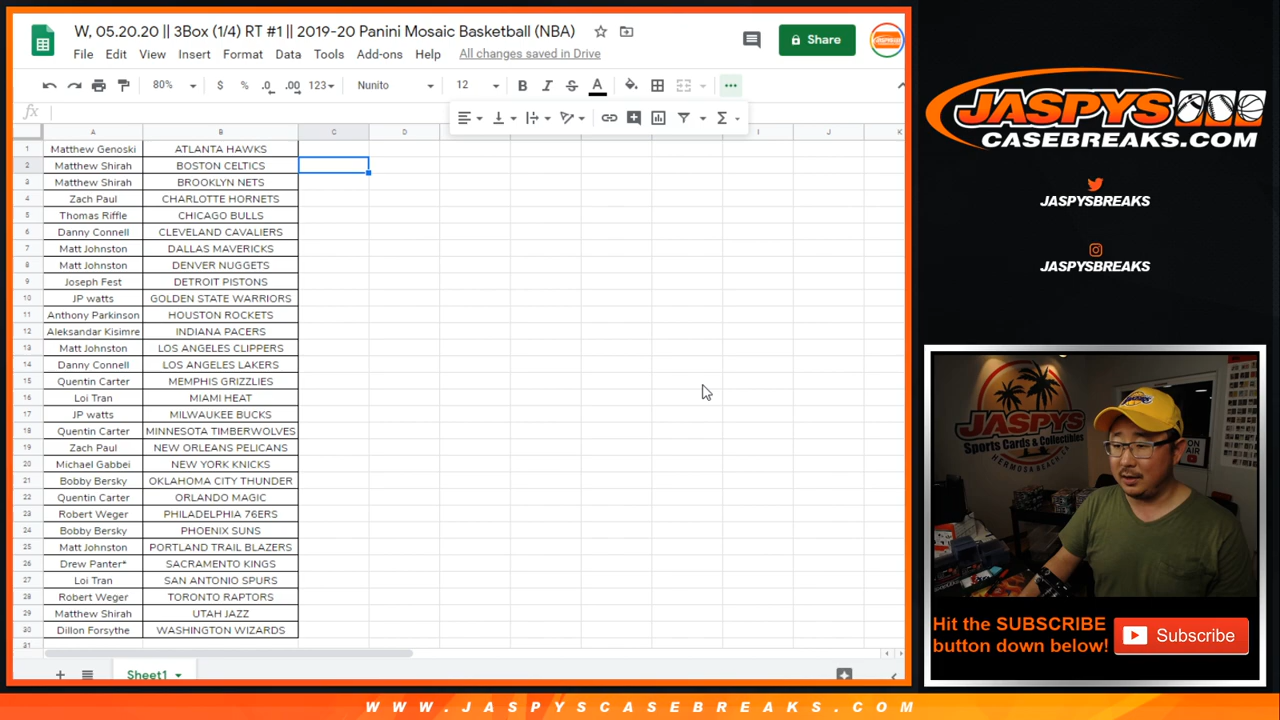 W, 05.20.20 || 3Box (1/4) RT #1 || 2019-20 Panini Mosaic Basketball (NBA)
File Edit View Insert Format Data Tools Add-ons Help All changes saved in Drive
Share
80% $ % .0 .00 123 Nunito 12 B I S A
fx
A B C D I J K
1 Matthew Genoski ATLANTA HAWKS
2 Matthew Shirah BOSTON CELTICS
3 Matthew Shirah BROOKLYN NETS
4 Zach Paul CHARLOTTE HORNETS
5 Thomas Riffle CHICAGO BULLS
6 Danny Connell CLEVELAND CAVALIERS
7 Matt Johnston DALLAS MAVERICKS
8 Matt Johnston DENVER NUGGETS
9 Joseph Fest DETROIT PISTONS
10 JP watts GOLDEN STATE WARRIORS
11 Anthony Parkinson HOUSTON ROCKETS
12 Aleksandar Kisimre INDIANA PACERS
13 Matt Johnston LOS ANGELES CLIPPERS
14 Danny Connell LOS ANGELES LAKERS
15 Quentin Carter MEMPHIS GRIZZLIES
16 Loi Tran MIAMI HEAT
17 JP watts MILWAUKEE BUCKS
18 Quentin Carter MINNESOTA TIMBERWOLVES
19 Zach Paul NEW ORLEANS PELICANS
20 Michael Gabbei NEW YORK KNICKS
21 Bobby Bersky OKLAHOMA CITY THUNDER
22 Quentin Carter ORLANDO MAGIC
23 Robert Weger PHILADELPHIA 76ERS
24 Bobby Bersky PHOENIX SUNS
25 Matt Johnston PORTLAND TRAIL BLAZERS
26 Drew Panter* SACRAMENTO KINGS
27 Loi Tran SAN ANTONIO SPURS
28 Robert Weger TORONTO RAPTORS
29 Matthew Shirah UTAH JAZZ
30 Dillon Forsythe WASHINGTON WIZARDS
31
Sheet1
JASPYS
CASEBREAKS.COM
JASPYSBREAKS
JASPYSBREAKS
JASPYS
Sports Cards & Collectibles
HERMOSA BEACH, CA
ON
AIR
Hit the SUBSCRIBE
button down below!
Subscribe
WWW.JASPYSCASEBREAKS.COM